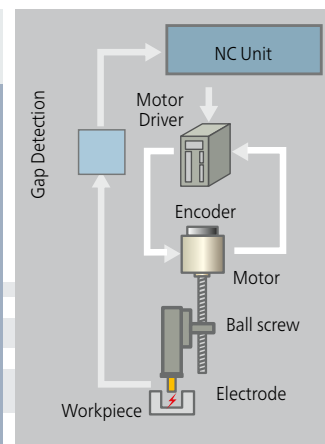 NC Unit
Motor
Driver
Gap Detection
Encoder
Motor
Ball screw
Electrode
Workpiece